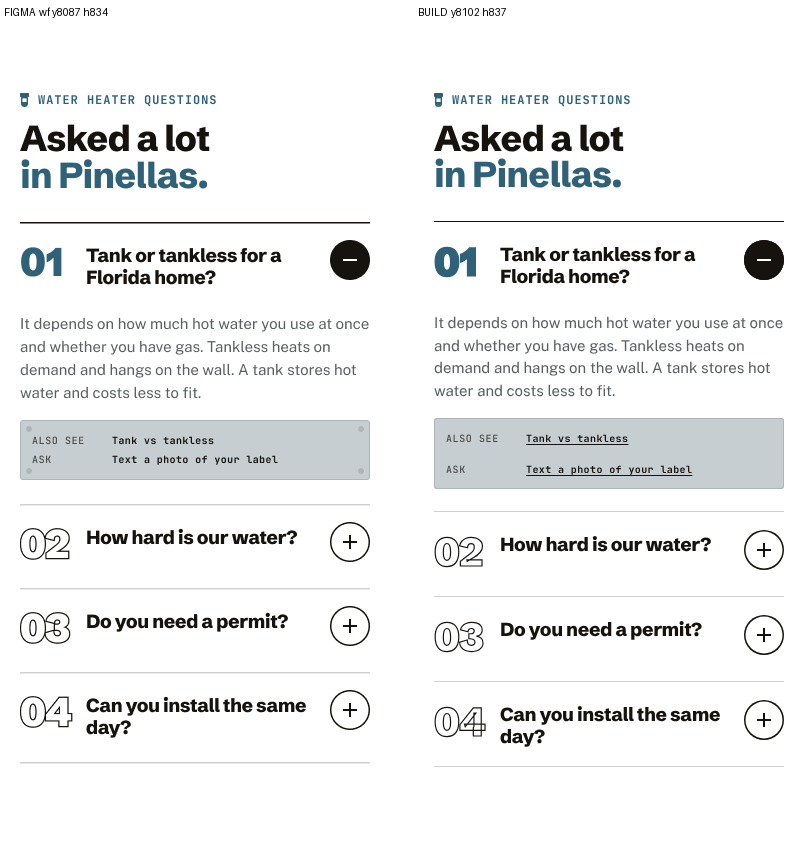 FIGMA wf y8087 h834
WATER HEATER QUESTIONS
Asked a lot
in Pinellas.
01
Tank or tankless for a
Florida home?
It depends on how much hot water you use at once
and whether you have gas. Tankless heats on
demand and hangs on the wall. A tank stores hot
water and costs less to fit.
ALSO SEE Tank vs tankless
ASK Text a photo of your label
02 How hard is our water?
03 Do you need a permit?
04 Can you install the same
day?
BUILD y8102 h837
WATER HEATER QUESTIONS
Asked a lot
in Pinellas.
01
Tank or tankless for a
Florida home?
It depends on how much hot water you use at once
and whether you have gas. Tankless heats on
demand and hangs on the wall. A tank stores hot
water and costs less to fit.
ALSO SEE Tank vs tankless
ASK Text a photo of your label
02 How hard is our water?
03 Do you need a permit?
04 Can you install the same
day?